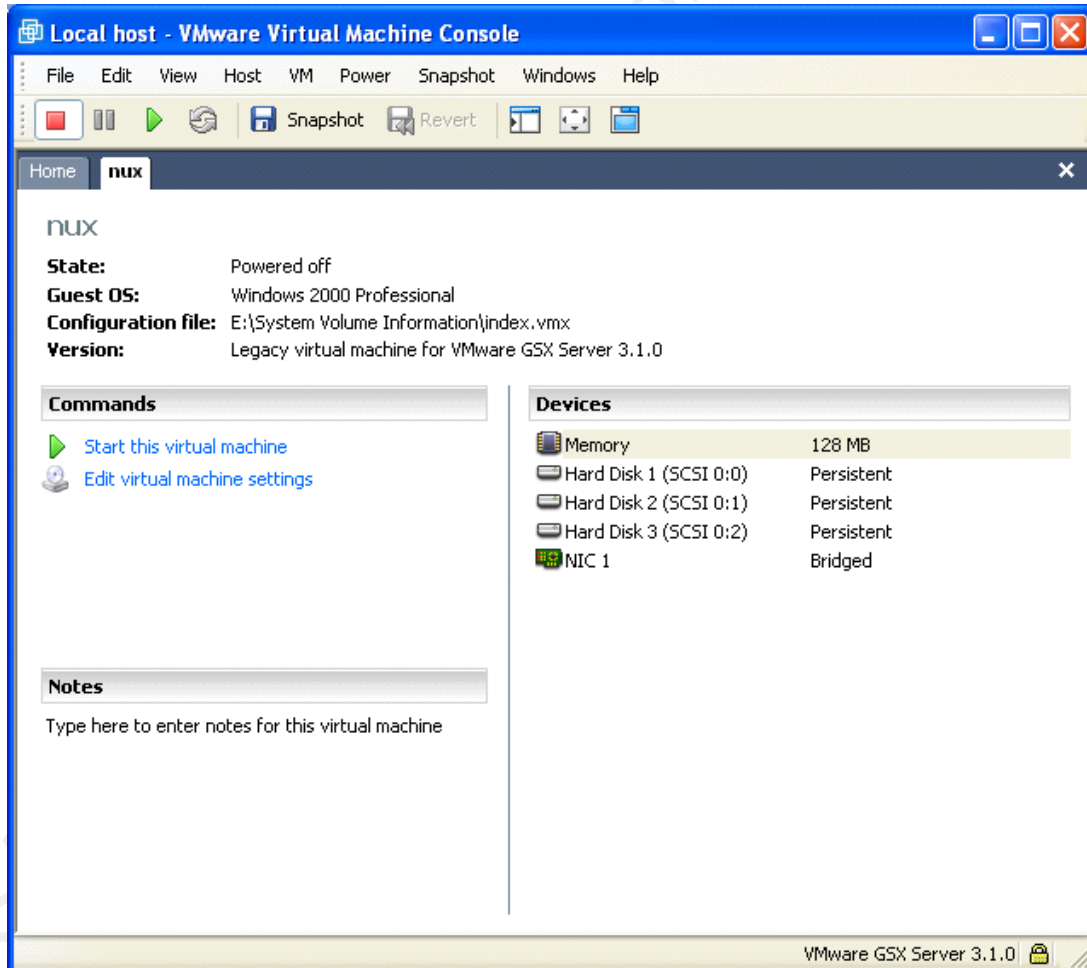 Local host - VMware Virtual Machine Console
File Edit View Host VM Power Snapshot Windows Help
Snapshot Revert
Home nux
nux
State: Powered off
Guest OS: Windows 2000 Professional
Configuration file: E:\System Volume Information\index.vmx
Version: Legacy virtual machine for VMware GSX Server 3.1.0
Commands
Start this virtual machine
Edit virtual machine settings
Notes
Type here to enter notes for this virtual machine
Devices
Memory 128 MB
Hard Disk 1 (SCSI 0:0) Persistent
Hard Disk 2 (SCSI 0:1) Persistent
Hard Disk 3 (SCSI 0:2) Persistent
NIC 1 Bridged
VMware GSX Server 3.1.0